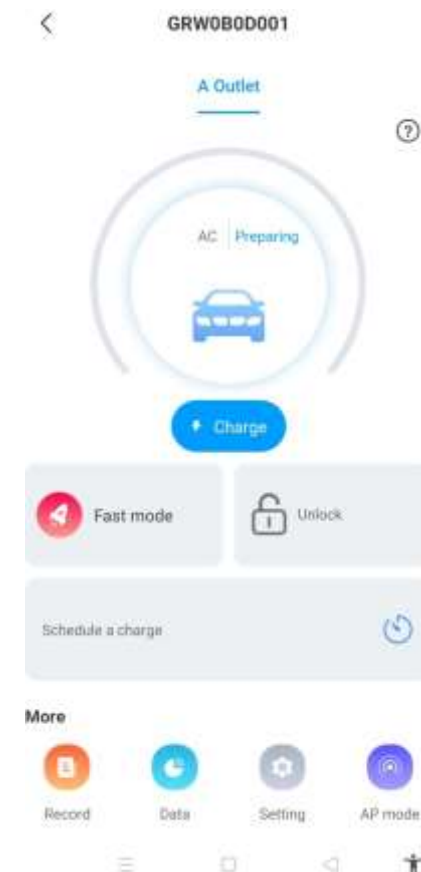 GRW0B0D001
A Outlet
AC Preparing
Charge
Fast mode
Unlock
Schedule a charge
More
Record Data Setting AP mode